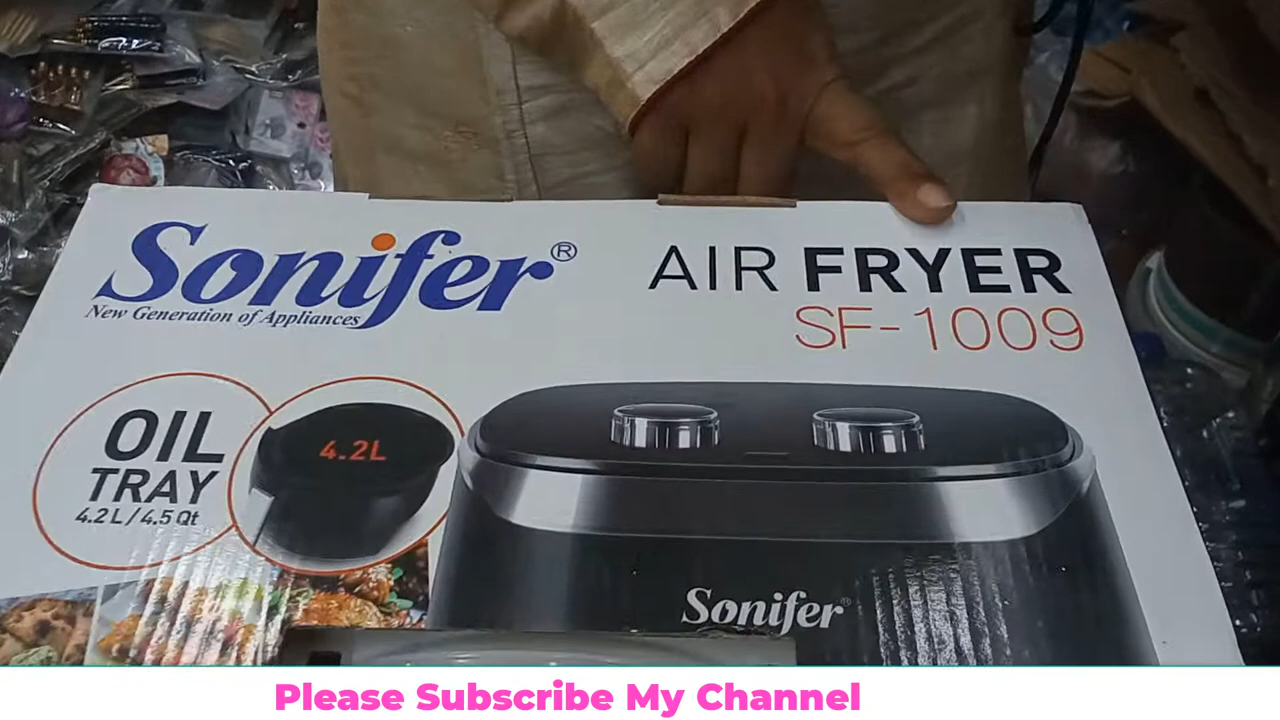 Sonifer®
New Generation of Appliances
AIR FRYER
SF-1009
OIL
TRAY
4.2L/4.5Qt
4.2L
Sonifer®
Please Subscribe My Channel